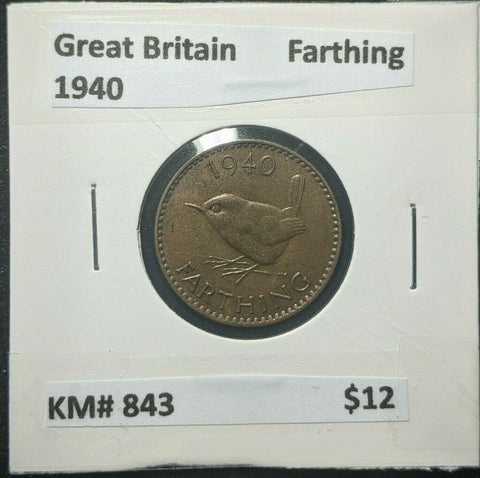 Great Britain Farthing
1940
1940
FARTHING
KM# 843 $12